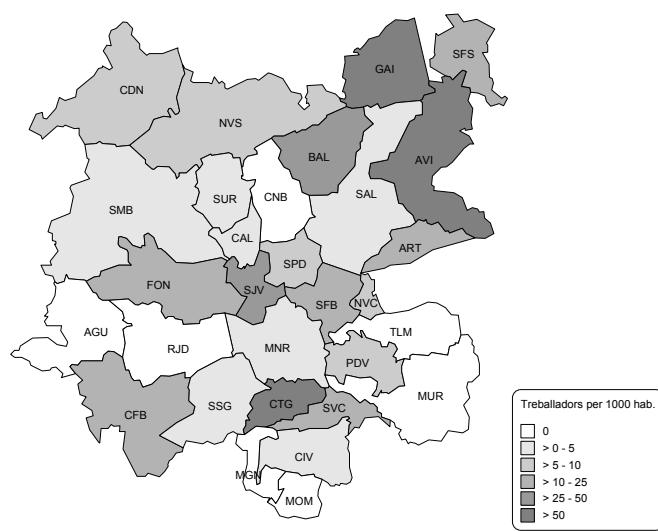 SFS
GAI
CDN
NVS
BAL
AVI
SUR
CNB
SAL
SMB
CAL
ART
SPD
FON
SJV
SFB
NVC
AGU
RJD
MNR
TLM
PDV
MUR
CFB
SSG
CTG
SVC
CIV
MGN
MOM
Treballadors per 1000 hab.
0
> 0 - 5
> 5 - 10
> 10 - 25
> 25 - 50
> 50